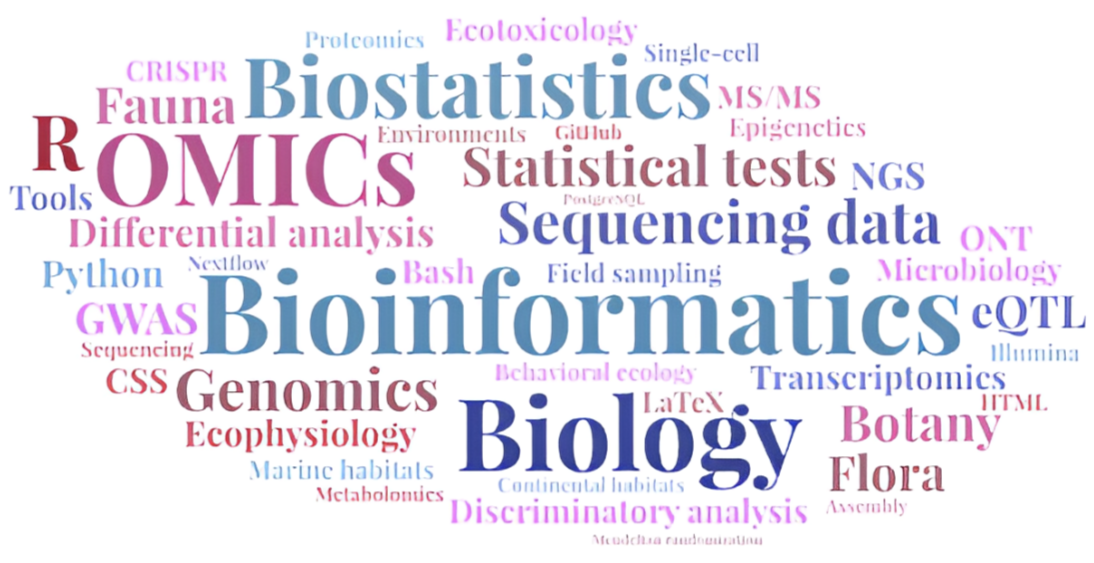 Ecotoxicology
Proteomics
Single-cell
CRISPR
Biostatistics
MS/MS
Fauna
Environments
GitHub
Epigenetics
R
OMICs
Statistical tests
NGS
Tools
PostgreSQL
Sequencing data
Differential analysis
ONT
Python
Nextflow
Bash
Field sampling
Microbiology
GWAS
Bioinformatics
eQTL
Sequencing
Illumina
CSS
Genomics
Behavioral ecology
Transcriptomics
LaTeX
HTML
Ecophysiology
Biology
Botany
Marine habitats
Flora
Metabolomics
Continental habitats
Discriminatory analysis
Assembly
Mendelian randomization